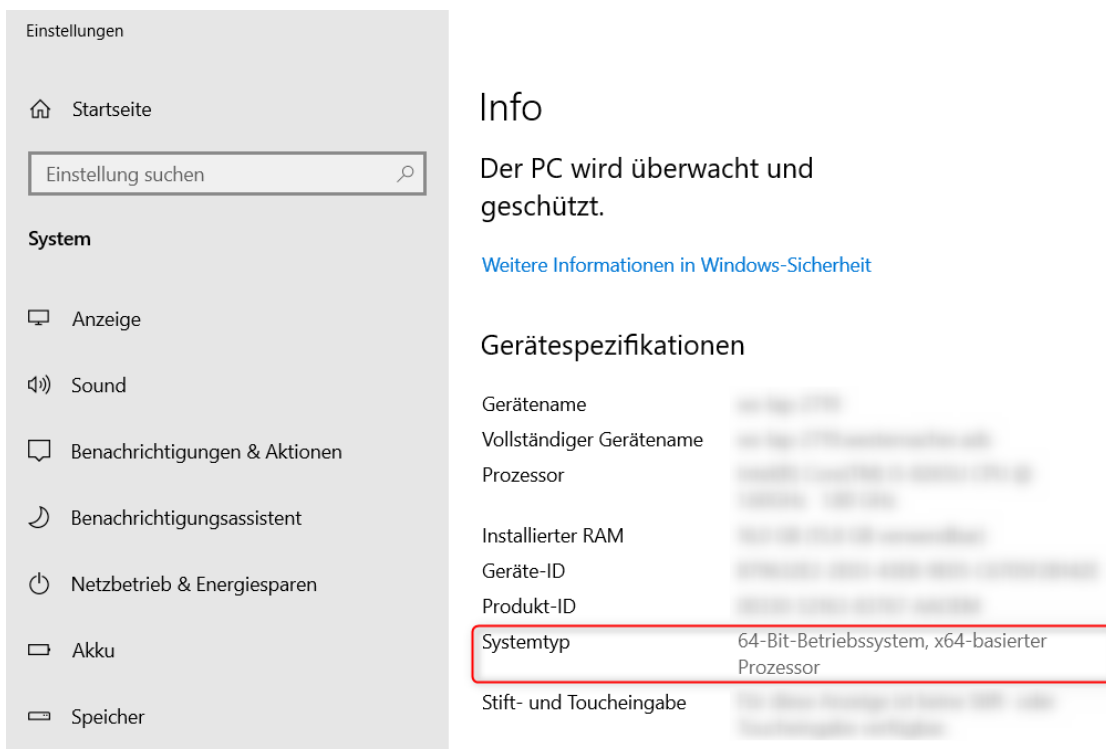 Einstellungen
Startseite
Einstellung suchen
System
Anzeige
Sound
Benachrichtigungen & Aktionen
Benachrichtigungsassistent
Netzbetrieb & Energiesparen
Akku
Speicher
Info
Der PC wird überwacht und
geschützt.
Weitere Informationen in Windows-Sicherheit
Gerätespezifikationen
Gerätename
Vollständiger Gerätename
Prozessor
Installierter RAM
Geräte-ID
Produkt-ID
Systemtyp 64-Bit-Betriebssystem, x64-basierter
Prozessor
Stift- und Toucheingabe